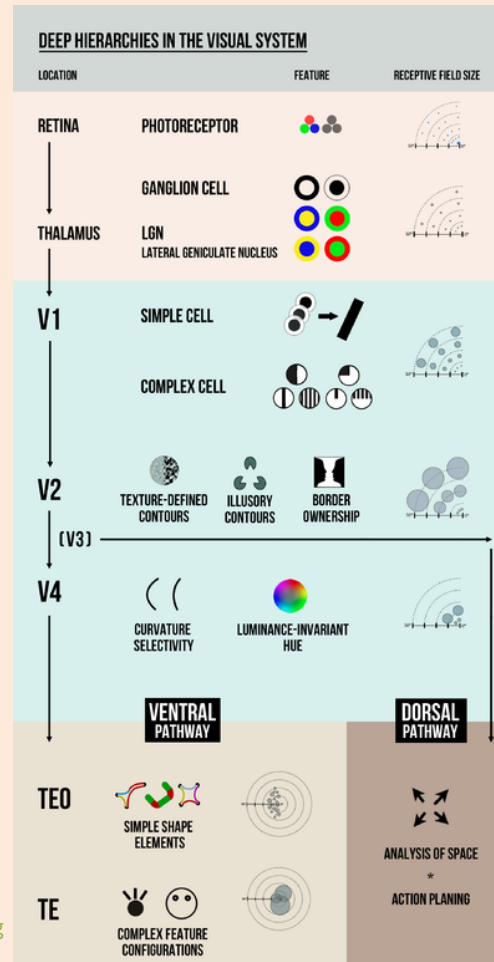 DEEP HIERARCHIES IN THE VISUAL SYSTEM
LOCATION FEATURE RECEPTIVE FIELD SIZE
RETINA PHOTORECEPTOR
GANGLION CELL
THALAMUS LGN
LATERAL GENICULATE NUCLEUS
V1 SIMPLE CELL
COMPLEX CELL
V2 TEXTURE-DEFINED CONTOURS ILLUSORY CONTOURS BORDER OWNERSHIP
(V3)
V4
CURVATURE SELECTIVITY LUMINANCE-INVARIANT HUE
VENTRAL PATHWAY DORSAL PATHWAY
TEO
SIMPLE SHAPE ELEMENTS
ANALYSIS OF SPACE
*
ACTION PLANING
TE
COMPLEX FEATURE CONFIGURATIONS